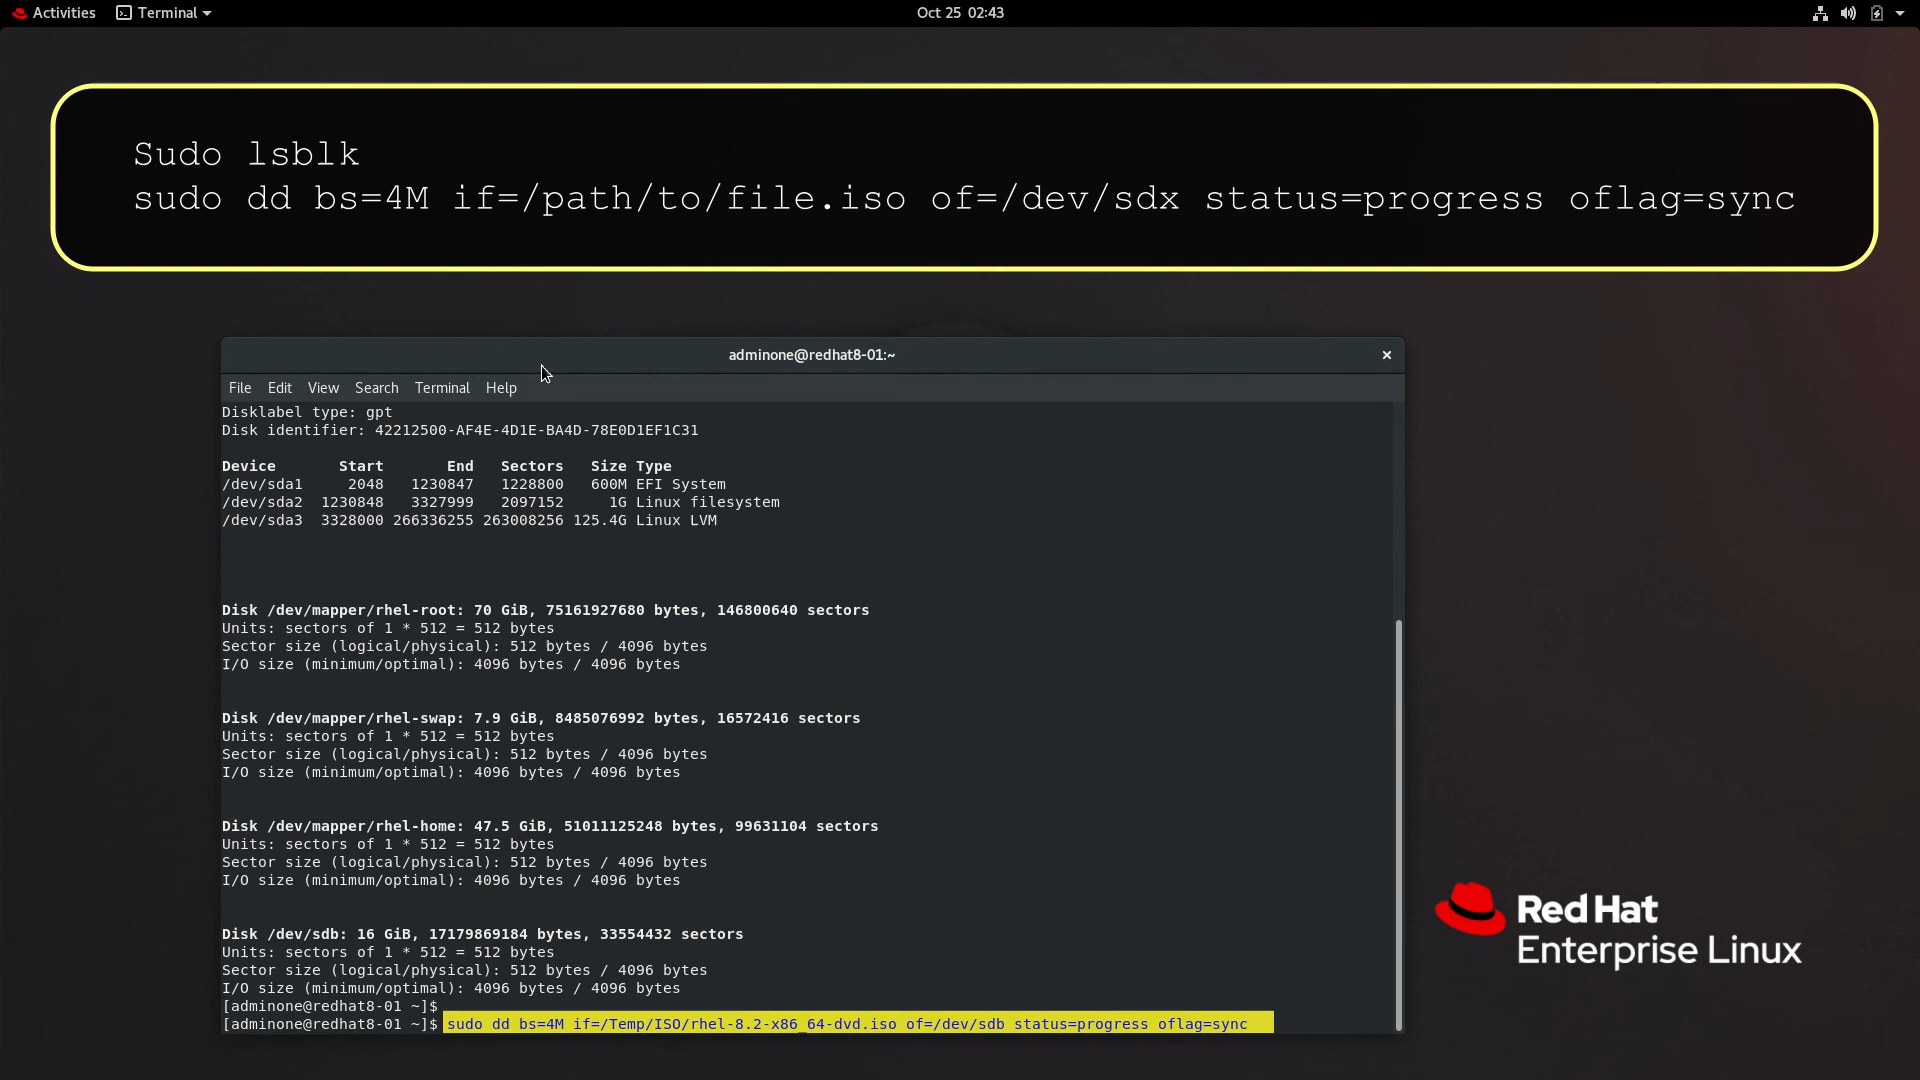 Activities Terminal Oct 25 02:43
Sudo lsblk
sudo dd bs=4M if=/path/to/file.iso of=/dev/sdx status=progress oflag=sync
adminone@redhat8-01:~
File Edit View Search Terminal Help
Disklabel type: gpt
Disk identifier: 42212500-AF4E-4D1E-BA4D-78E0D1EF1C31
Device Start End Sectors Size Type
/dev/sda1 2048 1230847 1228800 600M EFI System
/dev/sda2 1230848 3327999 2097152 1G Linux filesystem
/dev/sda3 3328000 266336255 263008256 125.4G Linux LVM
Disk /dev/mapper/rhel-root: 70 GiB, 75161927680 bytes, 146800640 sectors
Units: sectors of 1 * 512 = 512 bytes
Sector size (logical/physical): 512 bytes / 4096 bytes
I/O size (minimum/optimal): 4096 bytes / 4096 bytes
Disk /dev/mapper/rhel-swap: 7.9 GiB, 8485076992 bytes, 16572416 sectors
Units: sectors of 1 * 512 = 512 bytes
Sector size (logical/physical): 512 bytes / 4096 bytes
I/O size (minimum/optimal): 4096 bytes / 4096 bytes
Disk /dev/mapper/rhel-home: 47.5 GiB, 51011125248 bytes, 99631104 sectors
Units: sectors of 1 * 512 = 512 bytes
Sector size (logical/physical): 512 bytes / 4096 bytes
I/O size (minimum/optimal): 4096 bytes / 4096 bytes
Disk /dev/sdb: 16 GiB, 17179869184 bytes, 33554432 sectors
Units: sectors of 1 * 512 = 512 bytes
Sector size (logical/physical): 512 bytes / 4096 bytes
I/O size (minimum/optimal): 4096 bytes / 4096 bytes
[adminone@redhat8-01 ~]$
[adminone@redhat8-01 ~]$ sudo dd bs=4M if=/Temp/ISO/rhel-8.2-x86_64-dvd.iso of=/dev/sdb status=progress oflag=sync
Red Hat
Enterprise Linux